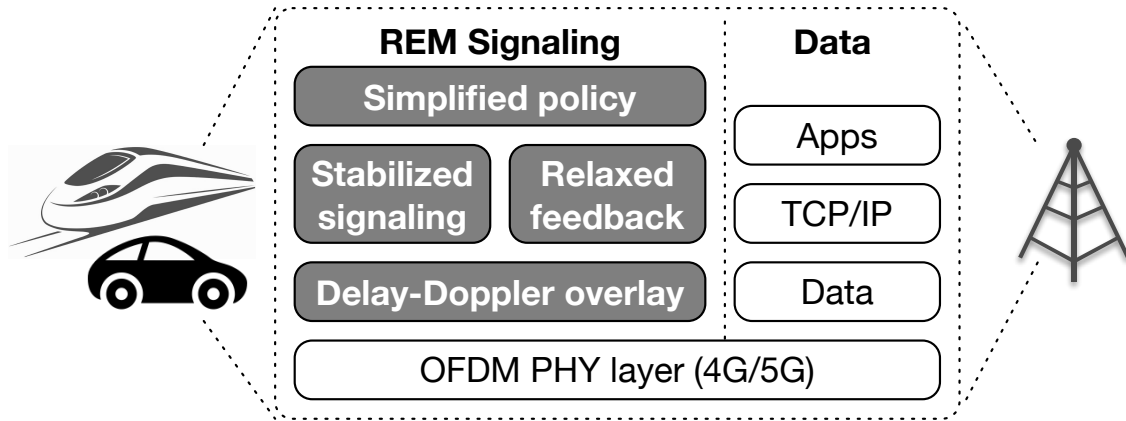 REM Signaling
Data
Simplified policy
Stabilized
signaling
Relaxed
feedback
Delay-Doppler overlay
Apps
TCP/IP
Data
OFDM PHY layer (4G/5G)